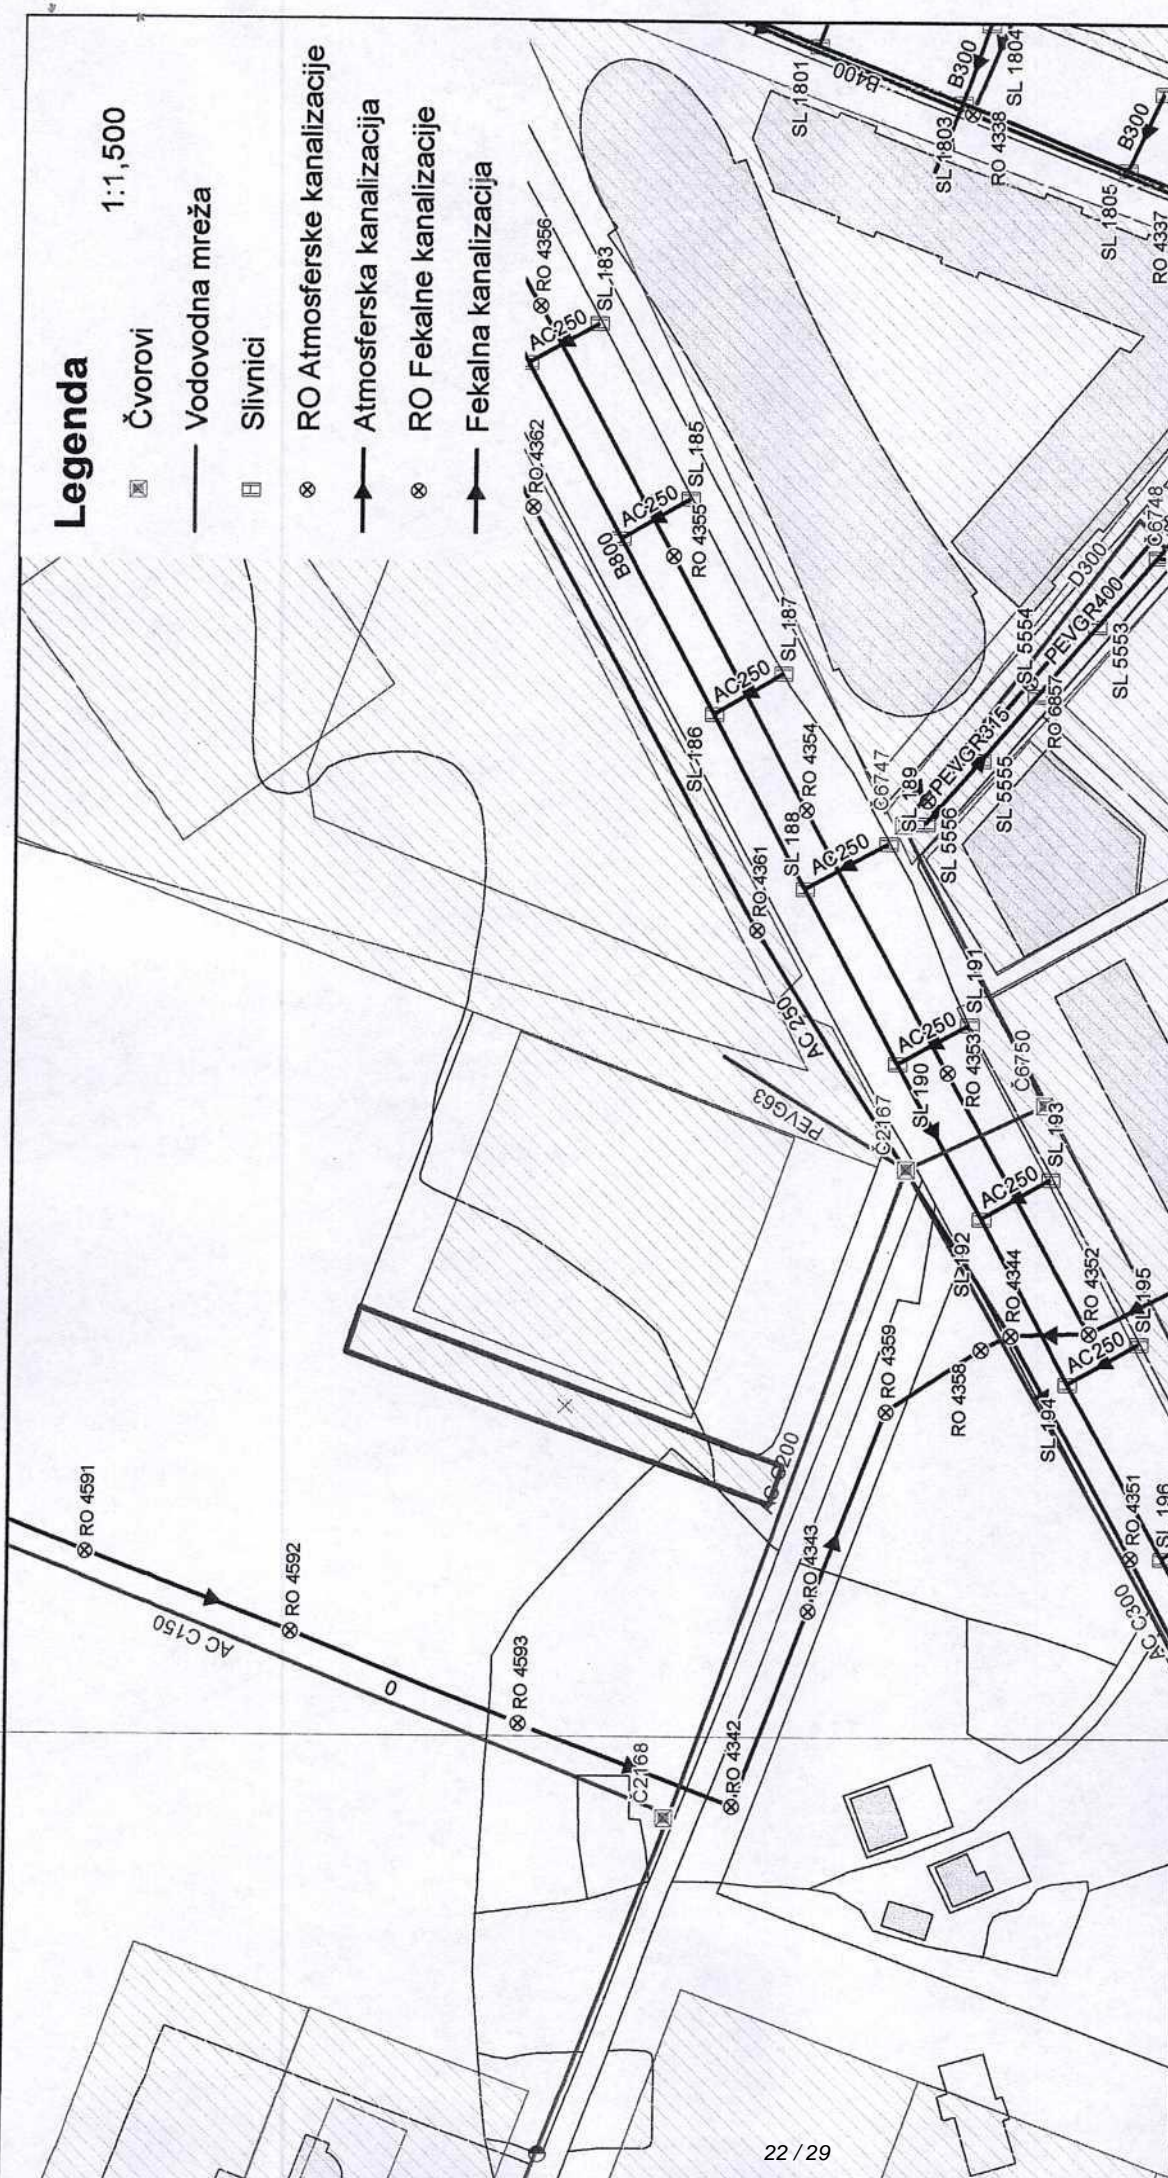 Legenda
1:1,500
Čvorovi
Vodovodna mreža
Slivnici
RO Atmosferske kanalizacije
Atmosferska kanalizacija
RO Fekalne kanalizacije
Fekalna kanalizacija
RO 4591
RO 4592
AC C150
0
RO 4593
Č2168
RO 4342
RO 4343
RO 4359
RO 4358
C200
Č2167
PEVG63
AC 250
RO 4361
RO 4362
RO 4356
AC250
SL 183
B800
AC250
SL 185
RO 4355
AC250
SL 187
SL 186
RO 4354
SL 188
AC250
Č6747
SL 189
SL 5556
PEVGR315
SL 5555
SL 5554
RO 6857
PEVGR400
SL 5553
D300
Č6748
SL 191
AC250
SL 190
RO 4353
Č6750
SL 193
AC250
SL 192
RO 4344
RO 4352
SL 195
AC250
SL 194
RO 4351
SL 196
AC C300
SL 1801
B400
B300
SL 1804
SL 1803
RO 4338
B300
SL 1805
RO 4337
22 / 29